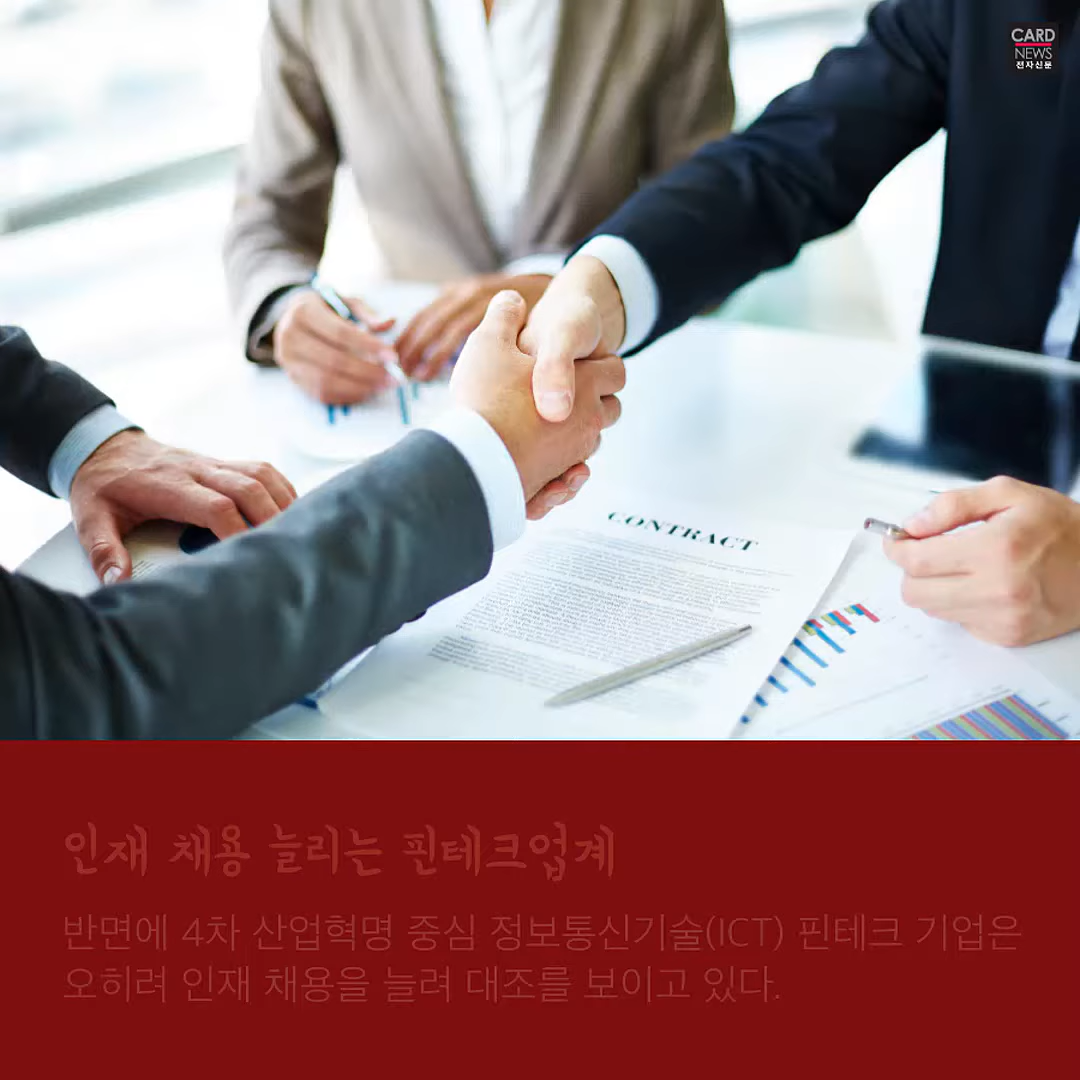 CARD
NEWS
전자신문
CONTRACT
인재 채용 늘리는 핀테크업계
반면에 4차 산업혁명 중심 정보통신기술(ICT) 핀테크 기업은
오히려 인재 채용을 늘려 대조를 보이고 있다.